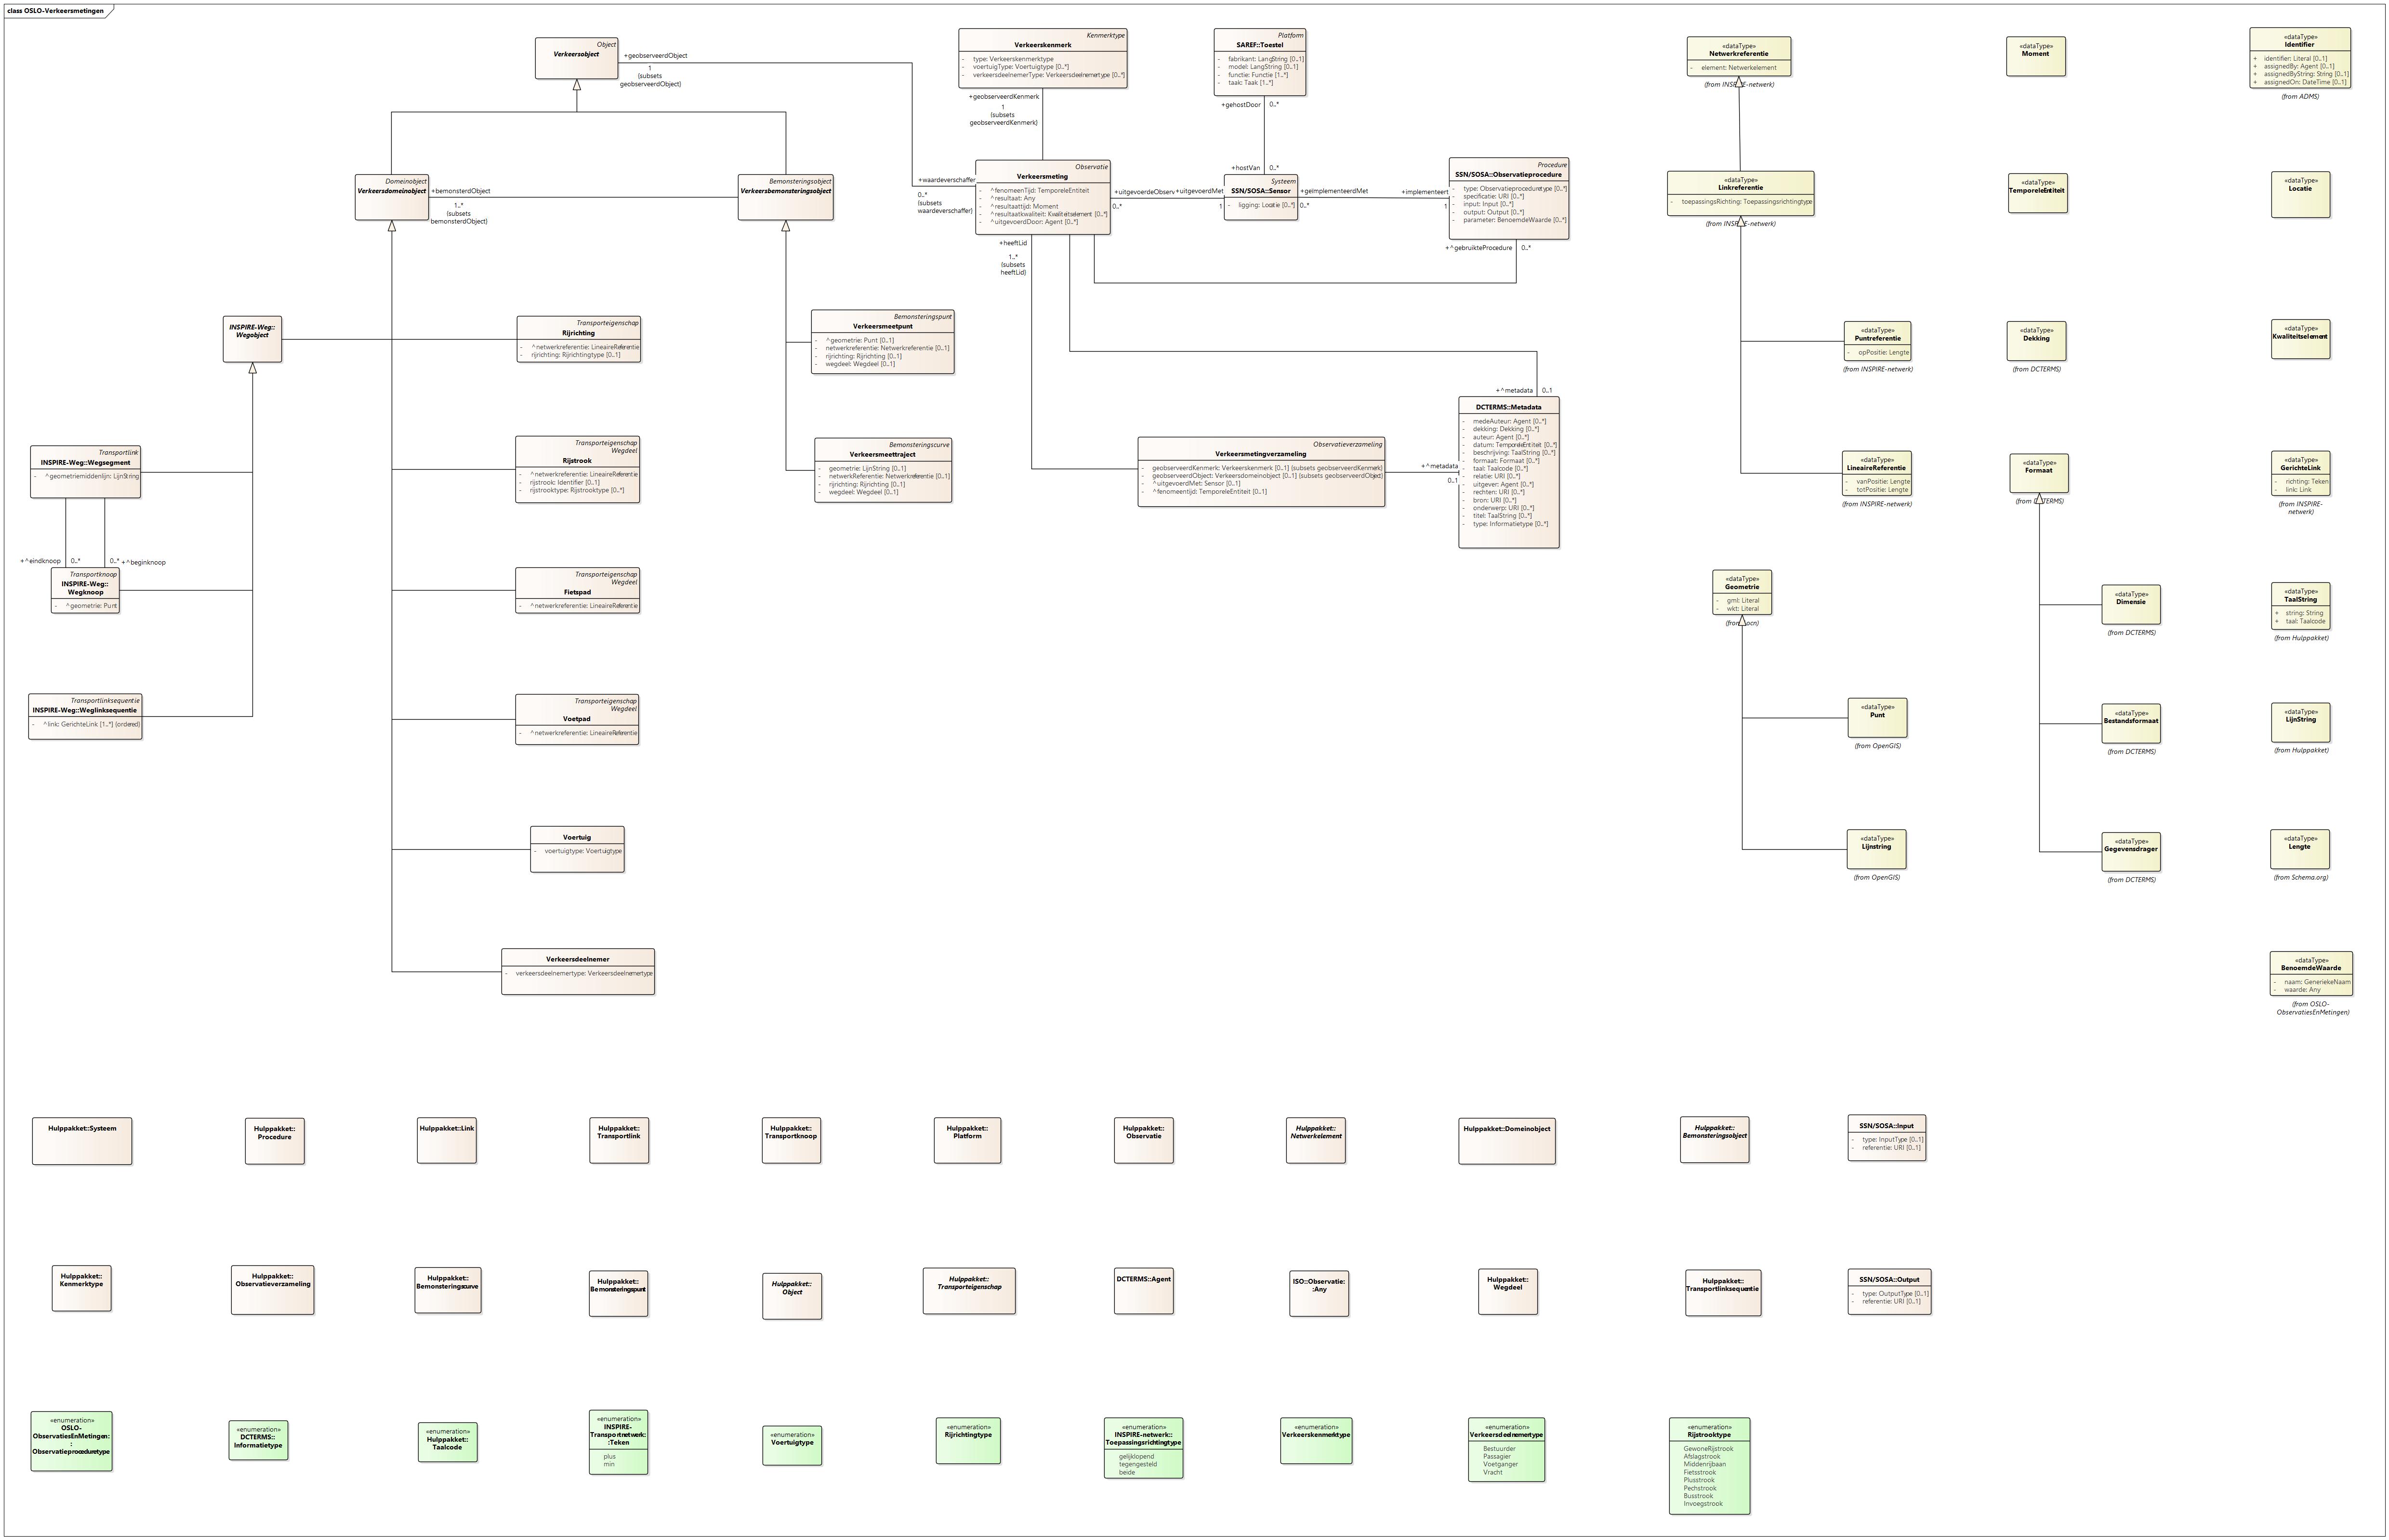 class OSLO-Verkeersmetingen
Object
Verkeersobject
+geobserveerdObject
1
(subsets
geobserveerdObject)
Kenmerktype
Verkeerskenmerk
- type: Verkeerskenmerktype
- voertuigType: Voertuigtype [0..*]
- verkeersdeelnemerType: Verkeersdeelnemertype [0..*]
Platform
SAREF::Toestel
- fabrikant: LangString [0..1]
- model: LangString [0..1]
- functie: Functie [1..*]
- taak: Taak [1..*]
+geobserveerdKenmerk
1
(subsets
geobserveerdKenmerk)
+gehostDoor
0..*
+hostVan
0..*
Domeinobject
Verkeersdomeinobject
+bemonsterdObject
1..*
(subsets
bemonsterdObject)
Bemonsteringsobject
Verkeersbemonsteringsobject
+waardeverschaffer
0..*
(subsets
waardeverschaffer)
Observatie
Verkeersmeting
- ^fenomeenTijd: TemporeleEntiteit
- ^resultaat: Any
- ^resultaattijd: Moment
- ^resultaatkwaliteit: Kwaliteitselement [0..*]
- ^uitgevoerdDoor: Agent [0..*]
+uitgevoerdeObserv
0..*
+uitgevoerdMet
1
Systeem
SSN/SOSA::Sensor
- ligging: Locatie [0..*]
+geimplementeerdMet
0..*
+implementeert
1
Procedure
SSN/SOSA::Observatieprocedure
- type: Observatieproceduretype [0..*]
- specificatie: URI [0..*]
- input: Input [0..*]
- output: Output [0..*]
- parameter: BenoemdeWaarde [0..*]
+^gebruikteProcedure
0..*
+heeftLid
1..*
(subsets
heeftLid)
INSPIRE-Weg::
Wegobject
Transporteigenschap
Rijrichting
- ^netwerkreferentie: LineaireReferentie
- rijrichting: Rijrichtingtype [0..1]
Bemonsteringspunt
Verkeersmeetpunt
- ^geometrie: Punt [0..1]
- netwerkreferentie: Netwerkreferentie [0..1]
- rijrichting: Rijrichting [0..1]
- wegdeel: Wegdeel [0..1]
+^metadata
0..1
DCTERMS::Metadata
- medeAuteur: Agent [0..*]
- dekking: Dekking [0..*]
- auteur: Agent [0..*]
- datum: TemporeleEntiteit [0..*]
- beschrijving: TaalString [0..*]
- formaat: Formaat [0..*]
- taal: Taalcode [0..*]
- relatie: URI [0..*]
- uitgever: Agent [0..*]
- rechten: URI [0..*]
- bron: URI [0..*]
- onderwerp: URI [0..*]
- titel: TaalString [0..*]
- type: Informatietype [0..*]
Transportlink
INSPIRE-Weg::Wegsegment
- ^geometriemiddenlijn: LijnString
Transporteigenschap
Wegdeel
Rijstrook
- ^netwerkreferentie: LineaireReferentie
- rijstrook: Identifier [0..1]
- rijstrooktype: Rijstrooktype [0..*]
Bemonsteringscurve
Verkeersmeettraject
- geometrie: LijnString [0..1]
- netwerkReferentie: Netwerkreferentie [0..1]
- rijrichting: Rijrichting [0..1]
- wegdeel: Wegdeel [0..1]
Observatieverzameling
Verkeersmetingverzameling
- geobserveerdKenmerk: Verkeerskenmerk [0..1] (subsets geobserveerdKenmerk)
- geobserveerdObject: Verkeersdomeinobject [0..1] (subsets geobserveerdObject)
- ^uitgevoerdMet: Sensor [0..1]
- ^fenomeentijd: TemporeleEntiteit [0..1]
+^metadata
0..1
+^eindknoop
0..*
0..*
+^beginknoop
Transportknoop
INSPIRE-Weg::
Wegknoop
- ^geometrie: Punt
Transporteigenschap
Wegdeel
Fietspad
- ^netwerkreferentie: LineaireReferentie
Transportlinksequentie
INSPIRE-Weg::Weglinksequentie
- ^link: GerichteLink [1..*] {ordered}
Transporteigenschap
Wegdeel
Voetpad
- ^netwerkreferentie: LineaireReferentie
Voertuig
- voertuigtype: Voertuigtype
Verkeersdeelnemer
- verkeersdeelnemertype: Verkeersdeelnemertype
«dataType»
Netwerkreferentie
- element: Netwerkelement
(from INSPIRE-netwerk)
«dataType»
Moment
«dataType»
Identifier
+ identifier: Literal [0..1]
+ assignedBy: Agent [0..1]
+ assignedByString: String [0..1]
+ assignedOn: DateTime [0..1]
(from ADMS)
«dataType»
Linkreferentie
- toepassingsRichting: Toepassingsrichtingtype
(from INSPIRE-netwerk)
«dataType»
TemporeleEntiteit
«dataType»
Locatie
«dataType»
Puntreferentie
- opPositie: Lengte
(from INSPIRE-netwerk)
«dataType»
Dekking
(from DCTERMS)
«dataType»
Kwaliteitselement
«dataType»
LineaireReferentie
- vanPositie: Lengte
- totPositie: Lengte
(from INSPIRE-netwerk)
«dataType»
Formaat
(from DCTERMS)
«dataType»
GerichteLink
- richting: Teken
- link: Link
(from INSPIRE-
netwerk)
«dataType»
Geometrie
- gml: Literal
- wkt: Literal
(from locn)
«dataType»
Dimensie
(from DCTERMS)
«dataType»
TaalString
+ string: String
+ taal: Taalcode
(from Hulppakket)
«dataType»
Punt
(from OpenGIS)
«dataType»
Bestandsformaat
(from DCTERMS)
«dataType»
LijnString
(from Hulppakket)
«dataType»
Lijnstring
(from OpenGIS)
«dataType»
Gegevensdrager
(from DCTERMS)
«dataType»
Lengte
(from Schema.org)
«dataType»
BenoemdeWaarde
- naam: GeneriekeNaam
- waarde: Any
(from OSLO-
ObservatiesEnMetingen)
Hulppakket::Systeem
Hulppakket::
Procedure
Hulppakket::Link
Hulppakket::
Transportlink
Hulppakket::
Transportknoop
Hulppakket::
Platform
Hulppakket::
Observatie
Hulppakket::
Netwerkelement
Hulppakket::Domeinobject
Hulppakket::
Bemonsteringsobject
SSN/SOSA::Input
- type: InputType [0..1]
- referentie: URI [0..1]
Hulppakket::
Kenmerktype
Hulppakket::
Observatieverzameling
Hulppakket::
Bemonsteringscurve
Hulppakket::
Bemonsteringspunt
Hulppakket::
Object
Hulppakket::
Transporteigenschap
DCTERMS::Agent
ISO::Observatie:
:Any
Hulppakket::
Wegdeel
Hulppakket::
Transportlinksequentie
SSN/SOSA::Output
- type: OutputType [0..1]
- referentie: URI [0..1]
«enumeration»
OSLO-
ObservatiesEnMetingen:
:
Observatieproceduretype
«enumeration»
DCTERMS::
Informatietype
«enumeration»
Hulppakket::
Taalcode
«enumeration»
INSPIRE-
Transportnetwerk:
:Teken
plus
min
«enumeration»
Voertuigtype
«enumeration»
Rijrichtingtype
«enumeration»
INSPIRE-netwerk::
Toepassingsrichtingtype
gelijklopend
tegengesteld
beide
«enumeration»
Verkeerskenmerktype
«enumeration»
Verkeersdeelnemertype
Bestuurder
Passagier
Voetganger
Vracht
«enumeration»
Rijstrooktype
GewoneRijstrook
Afslagstrook
Middenrijbaan
Fietsstrook
Plusstrook
Pechstrook
Busstrook
Invoegstrook